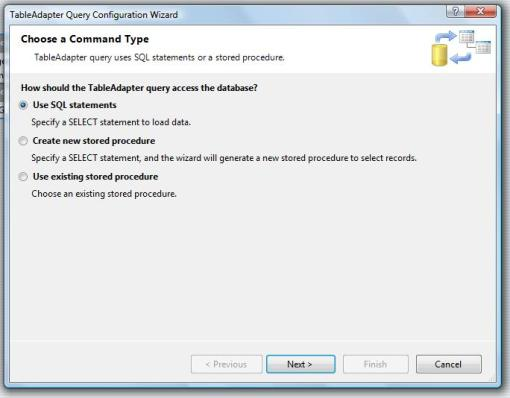 TableAdapter Query Configuration Wizard
?
Choose a Command Type
TableAdapter query uses SQL statements or a stored procedure.
How should the TableAdapter query access the database?
Use SQL statements
Specify a SELECT statement to load data.
Create new stored procedure
Specify a SELECT statement, and the wizard will generate a new stored procedure to select records.
Use existing stored procedure
Choose an existing stored procedure.
< Previous Next > Finish Cancel